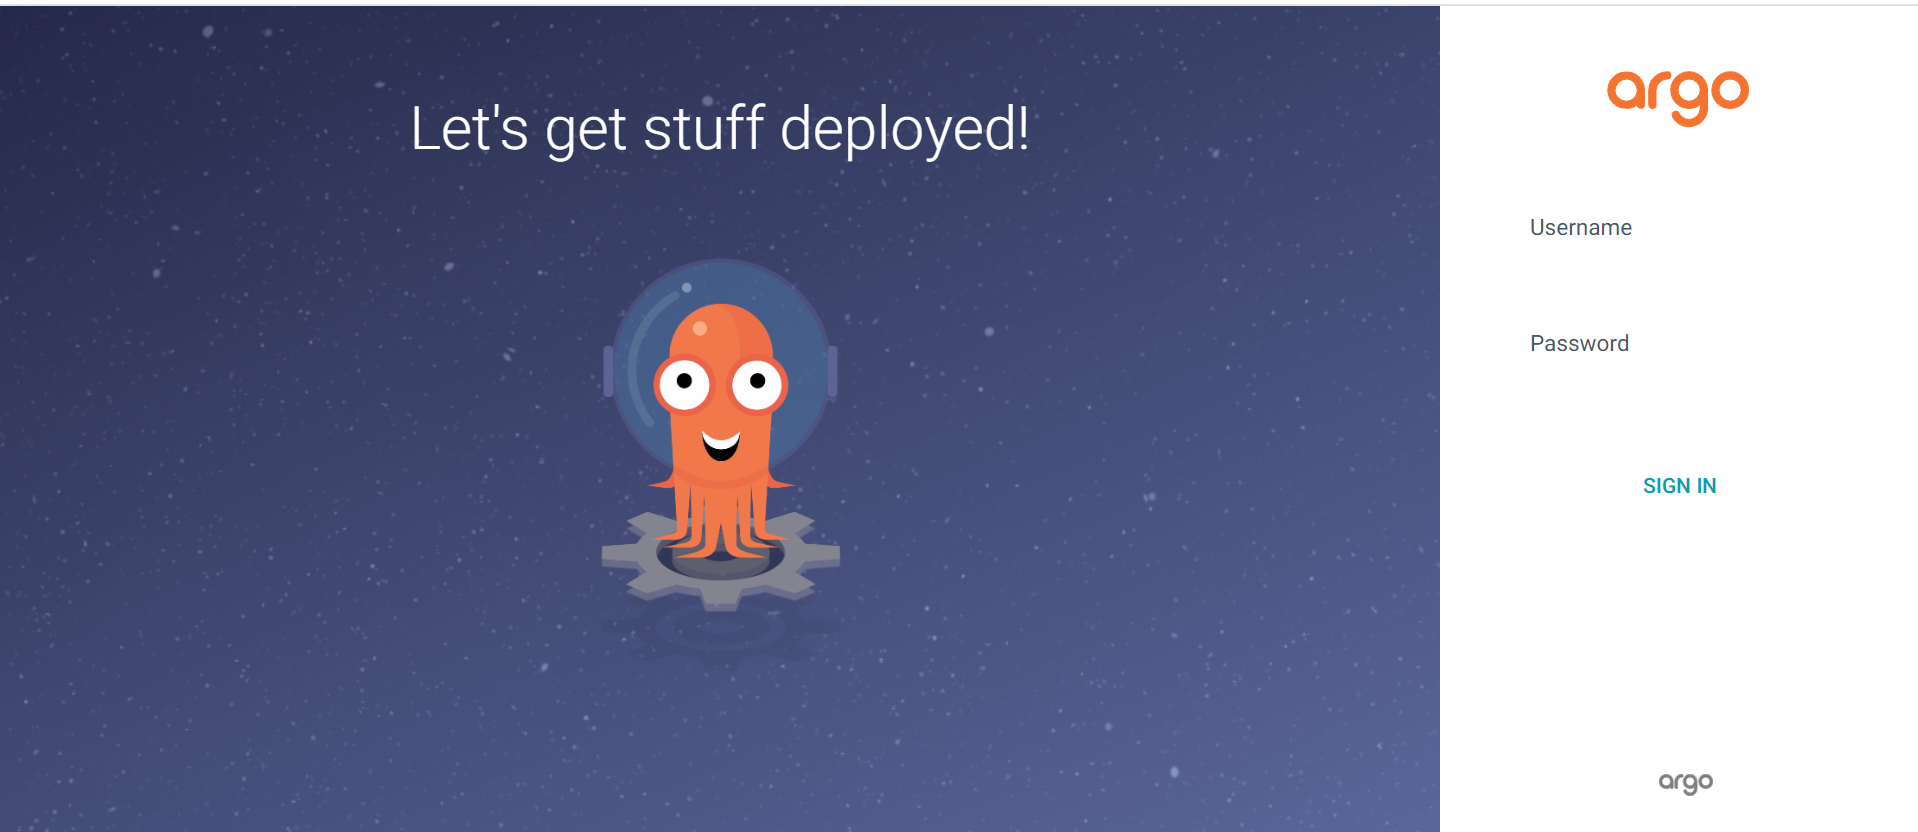 Let's get stuff deployed!
argo
Username
Password
SIGN IN
argo